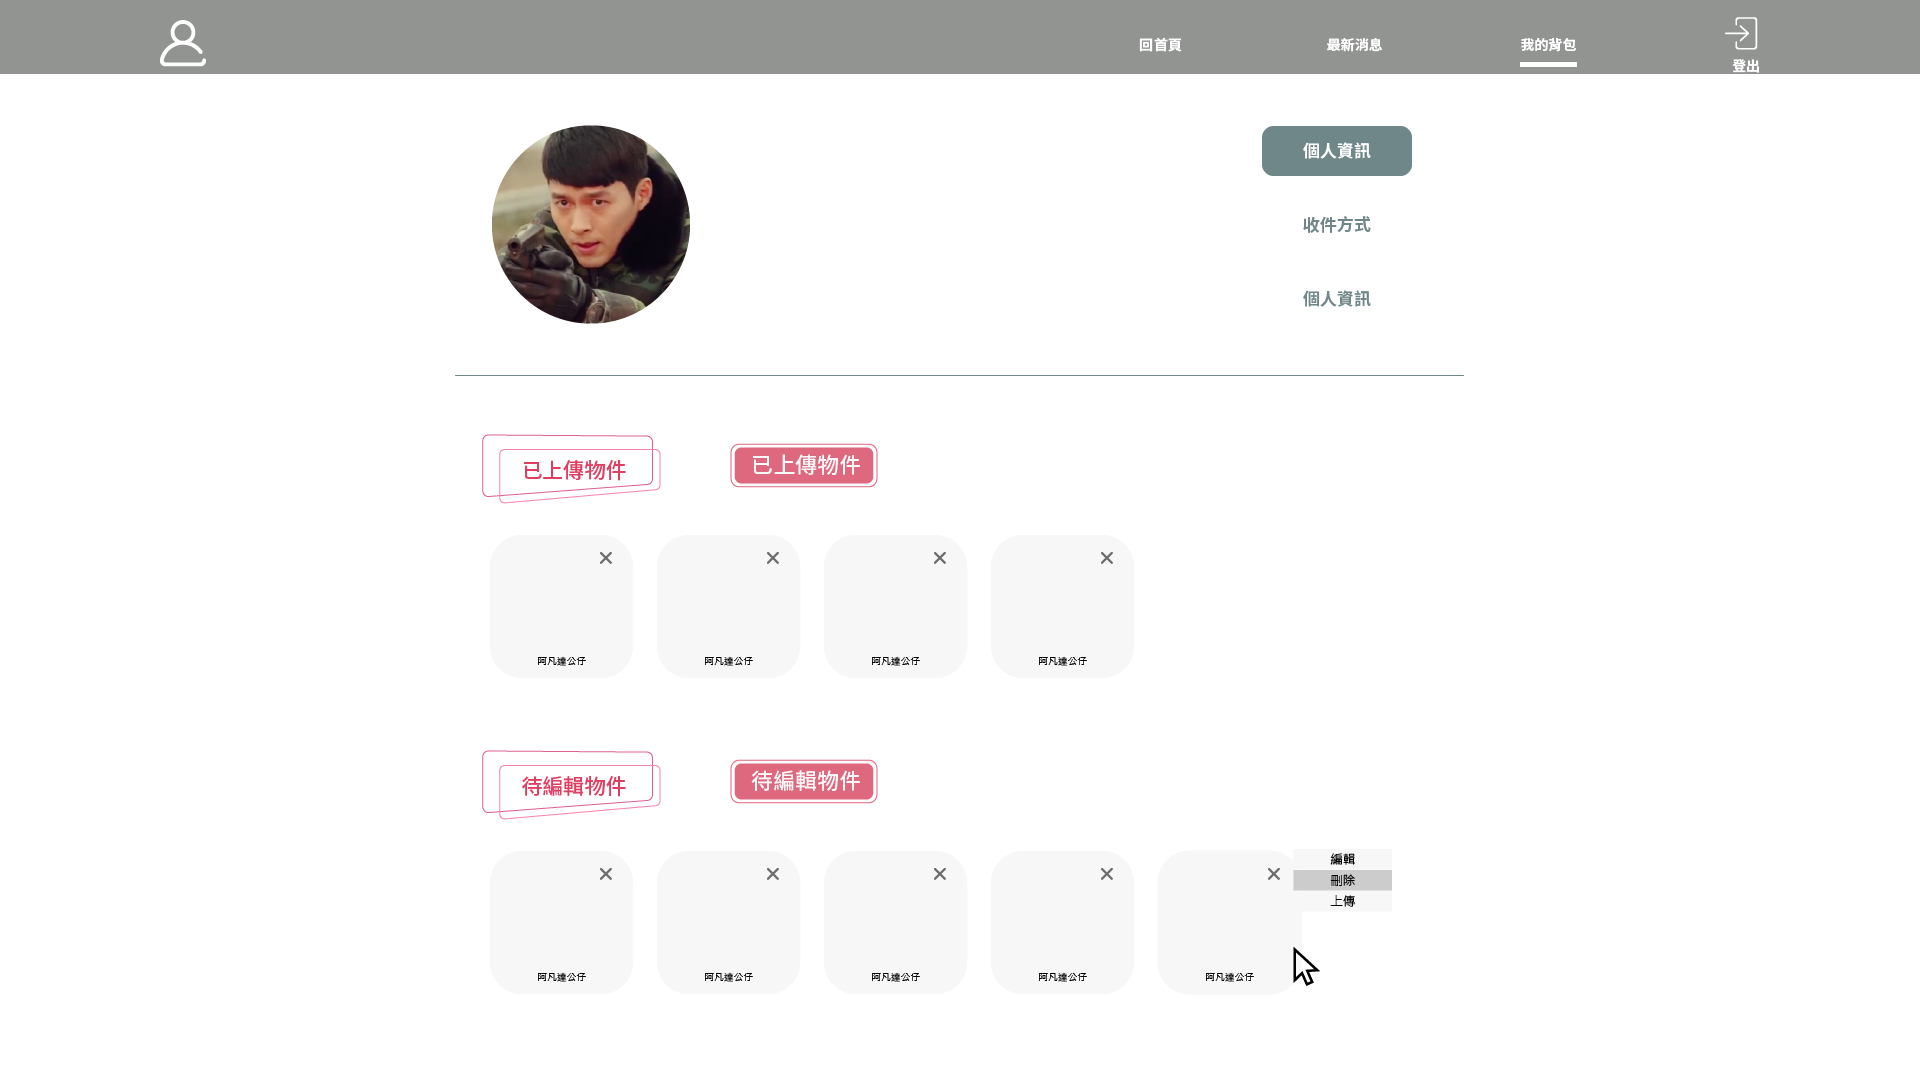 回首頁
最新消息
我的背包
登出
個人資訊
收件方式
個人資訊
已上傳物件
已上傳物件
阿凡達公仔
阿凡達公仔
阿凡達公仔
阿凡達公仔
待編輯物件
待編輯物件
編輯
刪除
上傳
阿凡達公仔
阿凡達公仔
阿凡達公仔
阿凡達公仔
阿凡達公仔